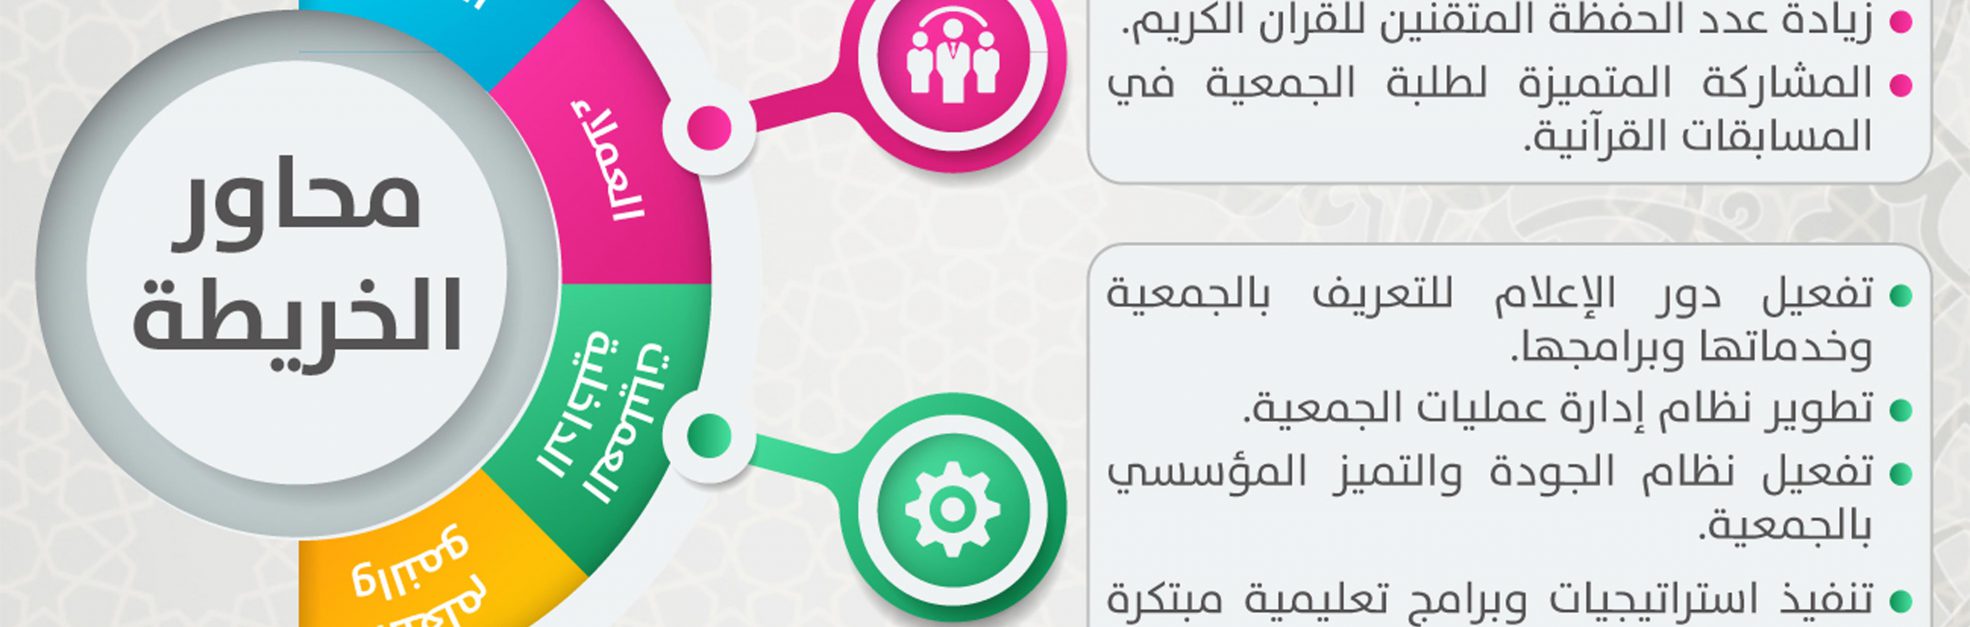 زيادة عدد الحفظة المتقنين للقرآن الكريم.
المشاركة المتميزة لطلبة الجمعية في
المسابقات القرآنية.
العملاء
محاور
الخريطة
العمليات
الداخلية
تفعيل دور الإعلام للتعريف بالجمعية
وخدماتها وبرامجها.
تطوير نظام إدارة عمليات الجمعية.
تفعيل نظام الجودة والتميز المؤسسي
بالجمعية.
تنفيذ استراتيجيات وبرامج تعليمية مبتكرة
والنمو